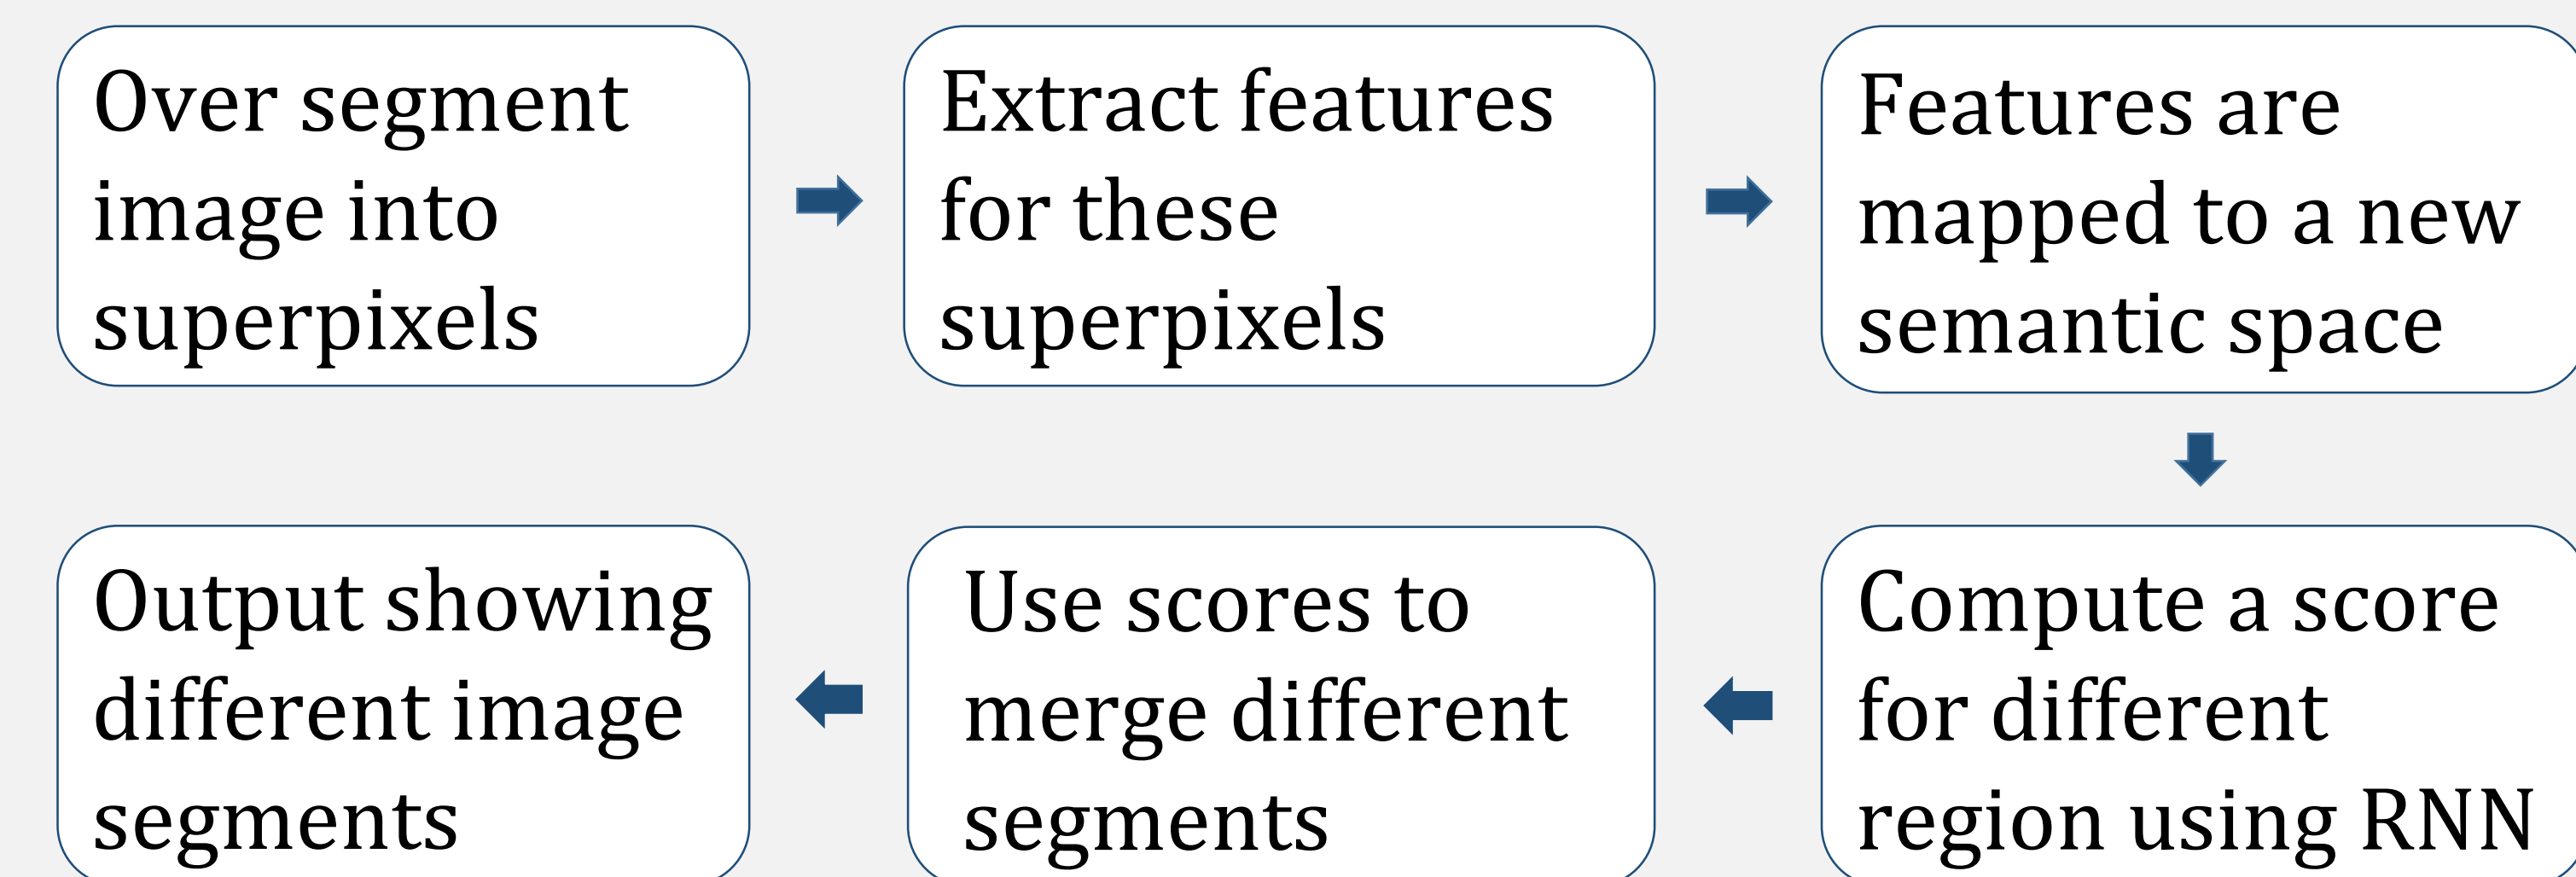 Over segment
image into
superpixels
Extract features
for these
superpixels
Features are
mapped to a new
semantic space
Compute a score
for different
region using RNN
Use scores to
merge different
segments
Output showing
different image
segments